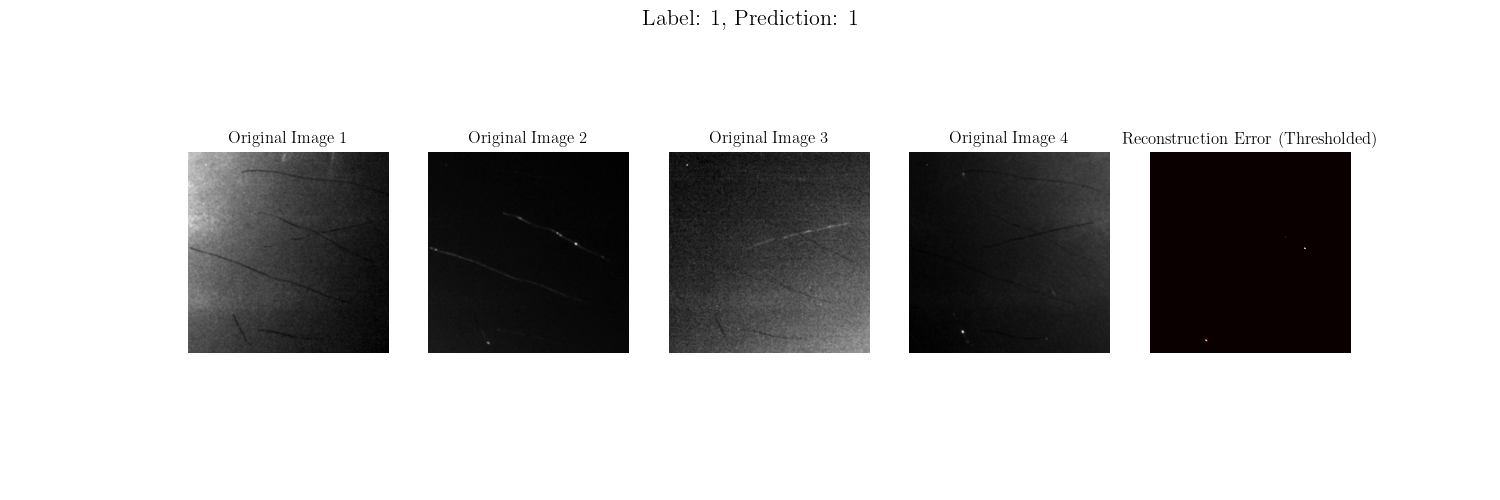 Label: 1, Prediction: 1
Original Image 1
Original Image 2
Original Image 3
Original Image 4
Reconstruction Error (Thresholded)